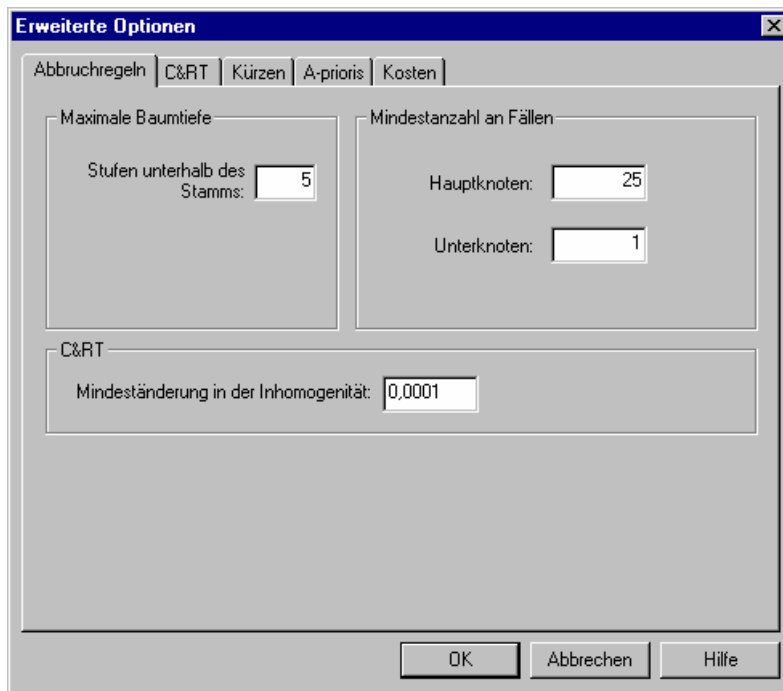 Erweiterte Optionen
Abbruchregeln C&RT Kürzen A-prioris Kosten
Maximale Baumtiefe
Stufen unterhalb des
Stamms: 5
Mindestanzahl an Fällen
Hauptknoten: 25
Unterknoten: 1
C&RT
Mindeständerung in der Inhomogenität: 0,0001
OK Abbrechen Hilfe